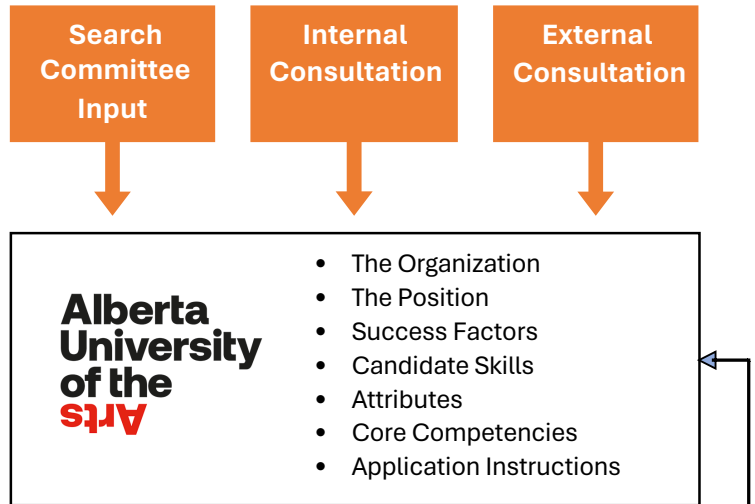 Search
Committee
Input
Internal
Consultation
External
Consultation
Alberta
University
of the
Arts
• The Organization
• The Position
• Success Factors
• Candidate Skills
• Attributes
• Core Competencies
• Application Instructions